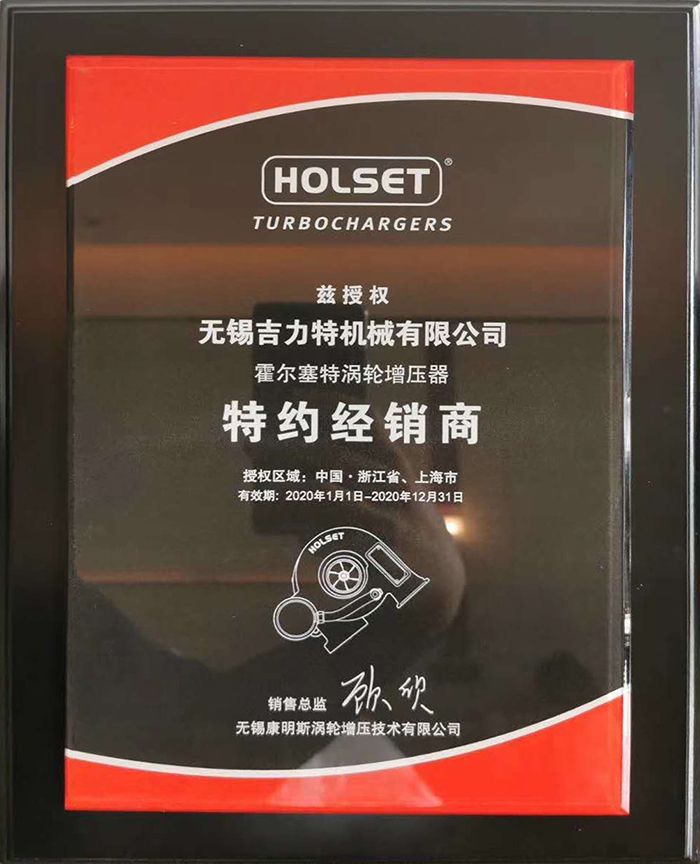 HOLSET®
TURBOCHARGERS
兹授权
无锡吉力特机械有限公司
霍尔塞特涡轮增压器
特约经销商
授权区域：中国·浙江省、上海市
有效期：2020年1月1日-2020年12月31日
HOLSET
销售总监 顾欣
无锡康明斯涡轮增压技术有限公司